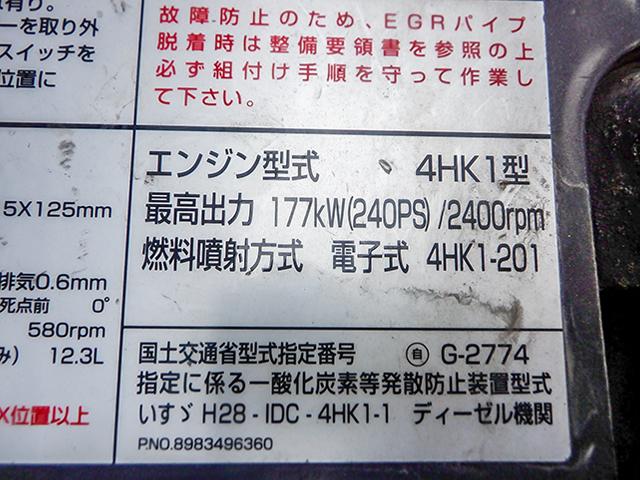 有り。
ーを取り外
スイッチを
位置に
故障防止のため、EGRパイプ
脱着時は整備要領書を参照の上
必ず組付け手順を守って作業し
て下さい。
5X125mm
排気0.6mm
死点前 0°
580rpm
み) 12.3L
X位置以上
エンジン型式 4HK1型
最高出力 177kW(240PS)/2400rpm
燃料噴射方式 電子式 4HK1-201
国土交通省型式指定番号 自 G-2774
指定に係る一酸化炭素等発散防止装置型式
いすゞ H28-IDC-4HK1-1 ディーゼル機関
P.NO.8983496360